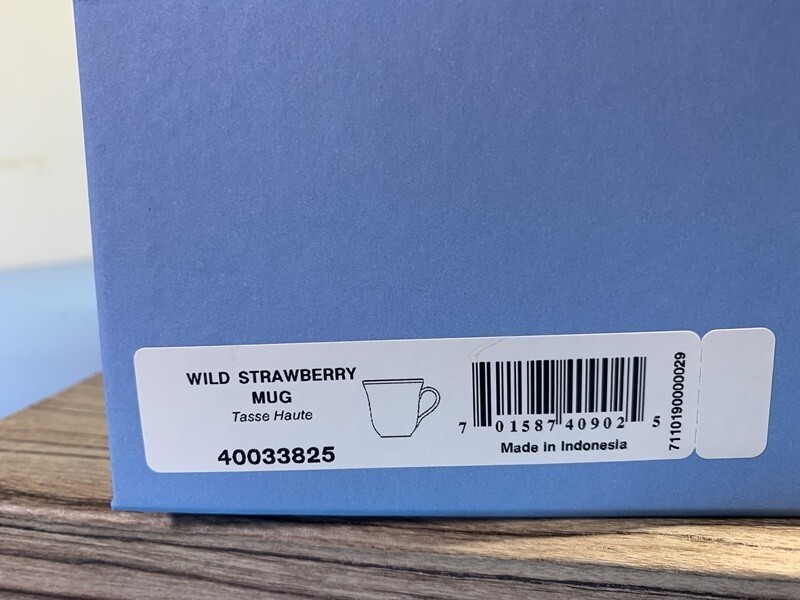 WILD STRAWBERRY
MUG
Tasse Haute
40033825
7 01587 40902 5
Made in Indonesia
7110190000029